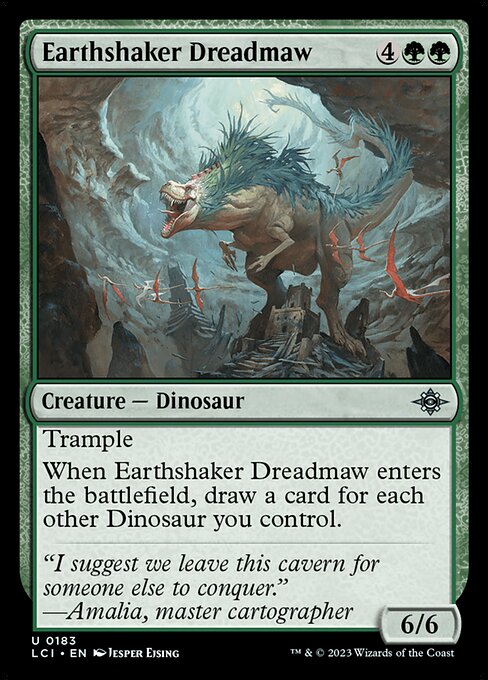 Earthshaker Dreadmaw 4
Creature — Dinosaur
Trample
When Earthshaker Dreadmaw enters
the battlefield, draw a card for each
other Dinosaur you control.
“I suggest we leave this cavern for
someone else to conquer.”
—Amalia, master cartographer
6/6
U 0183
LCI • EN Jesper Eising
™ & © 2023 Wizards of the Coast